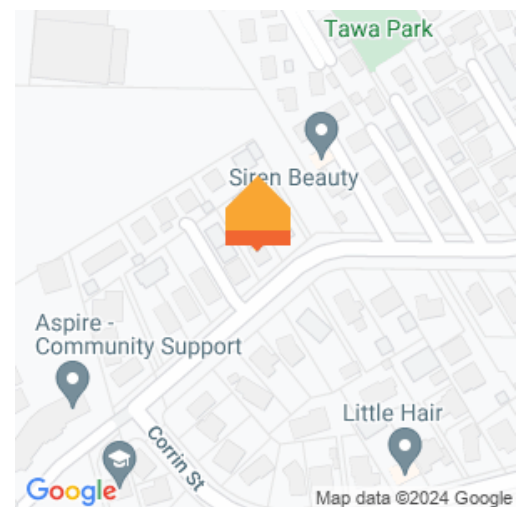 Tawa Park
Siren Beauty
Aspire -
Community Support
Little Hair
Corrin St
Google
Map data ©2024 Google